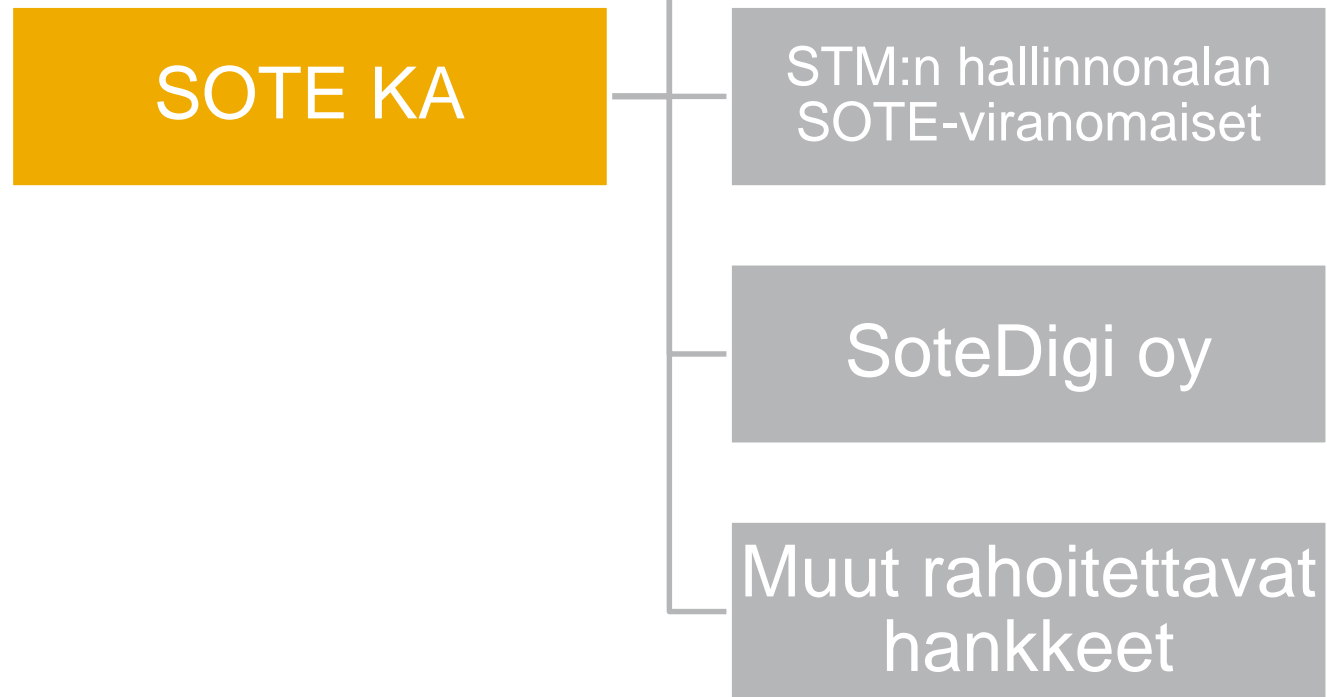 SOTE KA
STM:n hallinnonalan
SOTE-viranomaiset
SoteDigi oy
Muut rahoitettavat
hankkeet